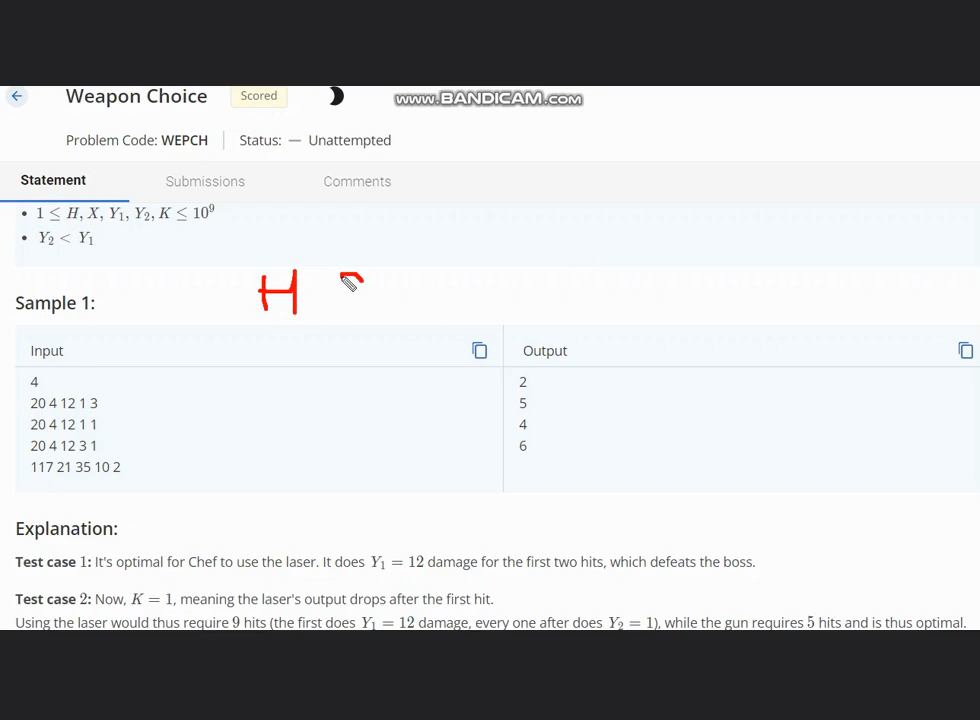 Weapon Choice Scored www.BANDICAM.com
Problem Code: WEPCH Status: — Unattempted
Statement Submissions Comments
• 1 ≤ H, X, Y₁, Y₂, K ≤ 10⁹
• Y₂ < Y₁
H
Sample 1:
Input Output
4 2
20 4 12 1 3 5
20 4 12 1 1 4
20 4 12 3 1 6
117 21 35 10 2
Explanation:
Test case 1: It's optimal for Chef to use the laser. It does Y₁ = 12 damage for the first two hits, which defeats the boss.
Test case 2: Now, K = 1, meaning the laser's output drops after the first hit.
Using the laser would thus require 9 hits (the first does Y₁ = 12 damage, every one after does Y₂ = 1), while the gun requires 5 hits and is thus optimal.